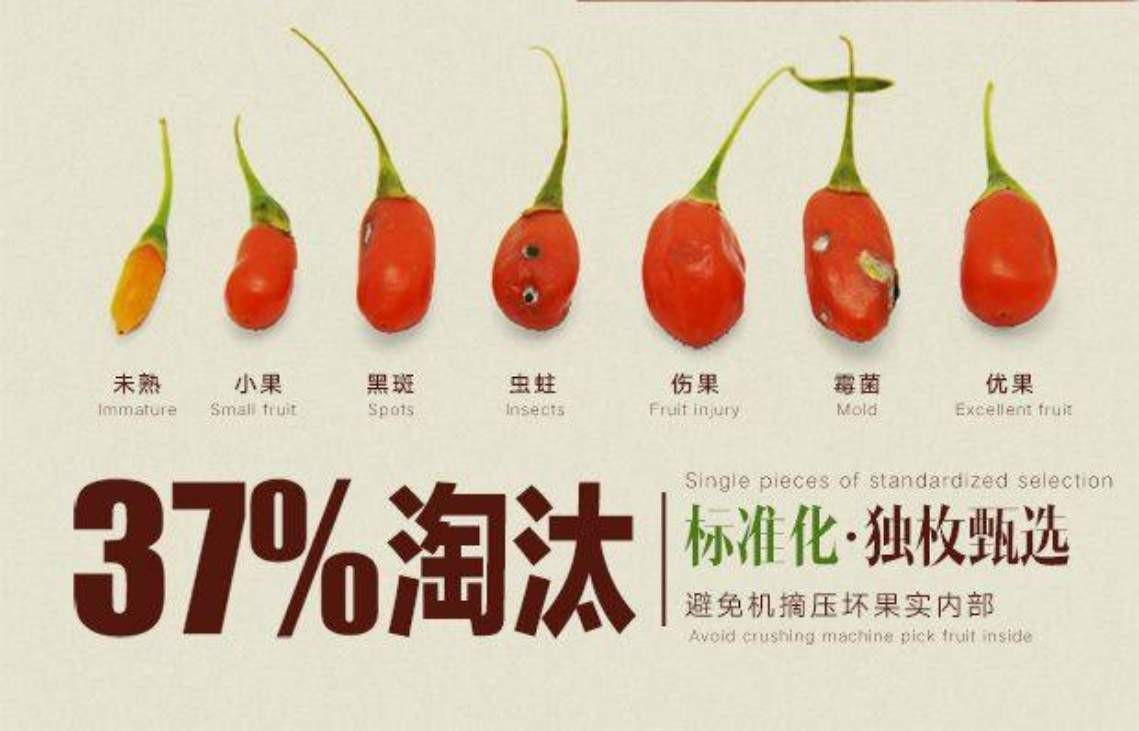 未熟 小果 黑斑 虫蛀 伤果 霉菌 优果
Immature Small fruit Spots Insects Fruit injury Mold Excellent fruit
37%淘汰
Single pieces of standardized selection
标准化·独枚甄选
避免机摘压坏果实内部
Avoid crushing machine pick fruit inside